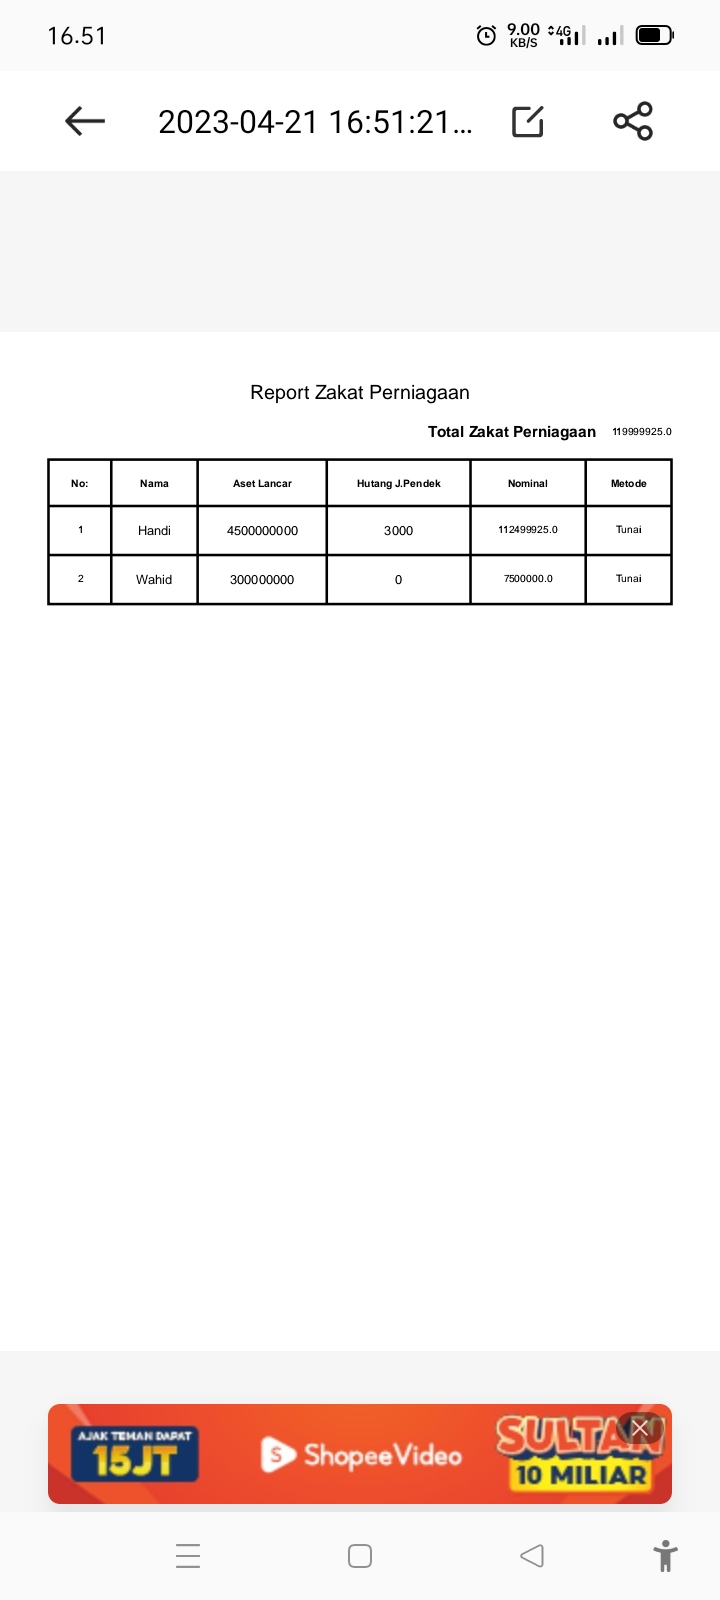 16.51
9.00
KB/S
4G
2023-04-21 16:51:21...
Report Zakat Perniagaan
Total Zakat Perniagaan 119999925.0
No: Nama Aset Lancar Hutang J.Pendek Nominal Metode
1 Handi 4500000000 3000 112499925.0 Tunai
2 Wahid 300000000 0 7500000.0 Tunai
AJAK TEMAN DAPAT
15JT
S ShopeeVideo
SULTAN
10 MILIAR